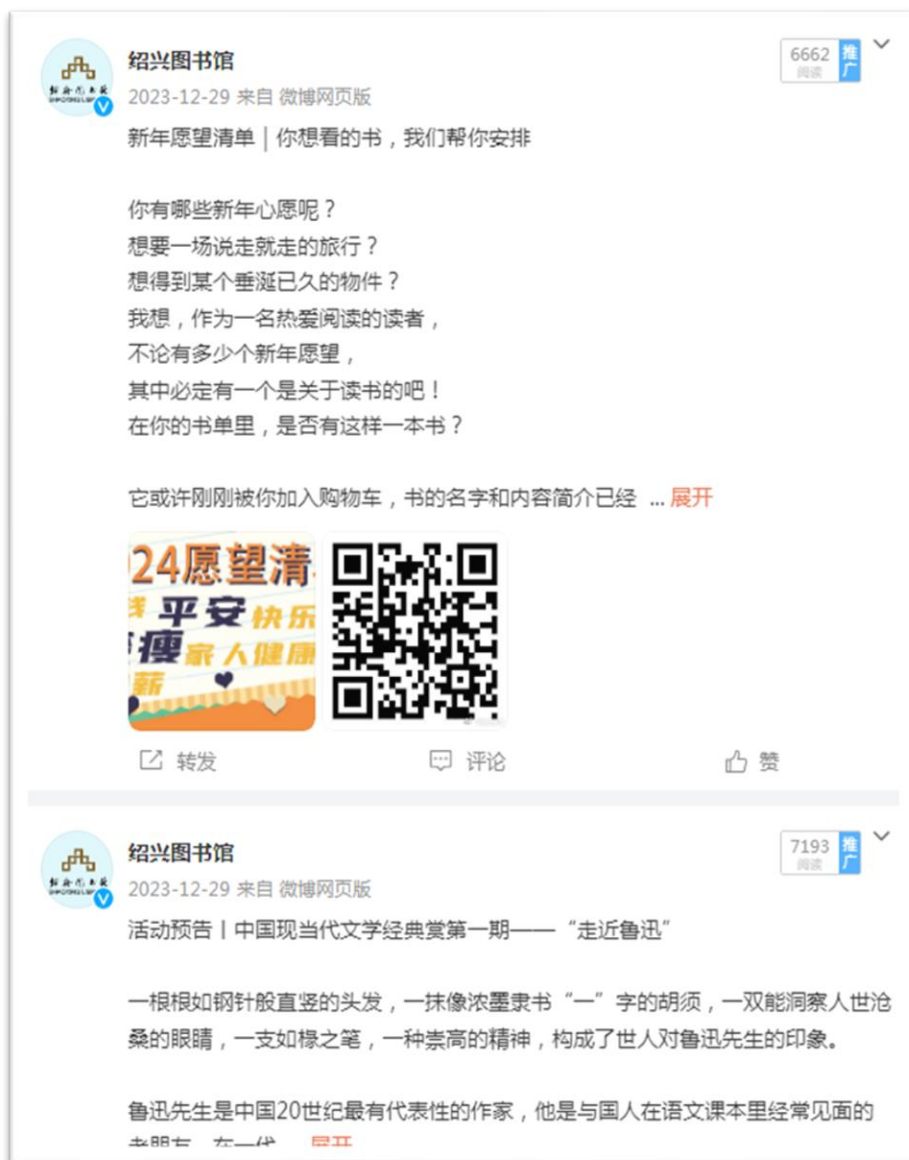 绍兴图书馆
6662
阅读
推广
2023-12-29 来自 微博网页版
新年愿望清单｜你想看的书，我们帮你安排
你有哪些新年心愿呢？
想要一场说走就走的旅行？
想得到某个垂涎已久的物件？
我想，作为一名热爱阅读的读者，
不论有多少个新年愿望，
其中必定有一个是关于读书的吧！
在你的书单里，是否有这样一本书？
它或许刚刚被你加入购物车，书的名字和内容简介已经 ... 展开
24愿望清
平安 快乐
瘦 家人健康
薪
转发 评论 赞
绍兴图书馆
7193
阅读
推广
2023-12-29 来自 微博网页版
活动预告丨中国现当代文学经典赏第一期——“走近鲁迅”
一根根如钢针般直竖的头发，一抹像浓墨隶书“一”字的胡须，一双能洞察人世沧
桑的眼睛，一支如椽之笔，一种崇高的精神，构成了世人对鲁迅先生的印象。
鲁迅先生是中国20世纪最有代表性的作家，他是与国人在语文课本里经常见面的
老朋友，在一代 ... 展开